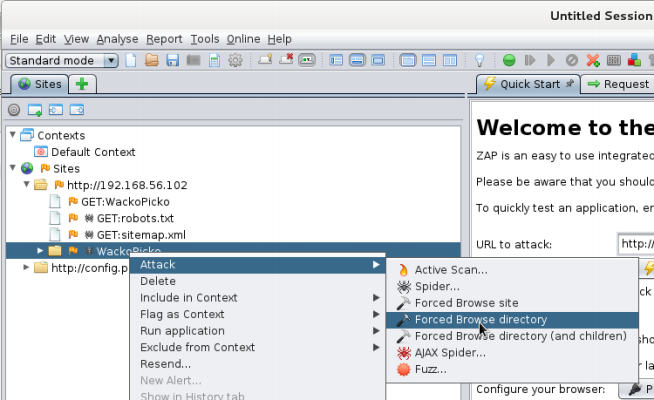 Untitled Session
File Edit View Analyse Report Tools Online Help
Standard mode
Sites
Quick Start
Request
Contexts
Default Context
Sites
http://192.168.56.102
GET:WackoPicko
GET:robots.txt
GET:sitemap.xml
WackoPicko
http://config.p
Welcome to the
ZAP is an easy to use integrated
Please be aware that you should
To quickly test an application, en
URL to attack:
http://
Attack
Delete
Include in Context
Flag as Context
Run application
Exclude from Context
Resend...
New Alert...
Show in History tab
Active Scan...
Spider...
Forced Browse site
Forced Browse directory
Forced Browse directory (and children)
AJAX Spider...
Fuzz...
Configure your browser:
P